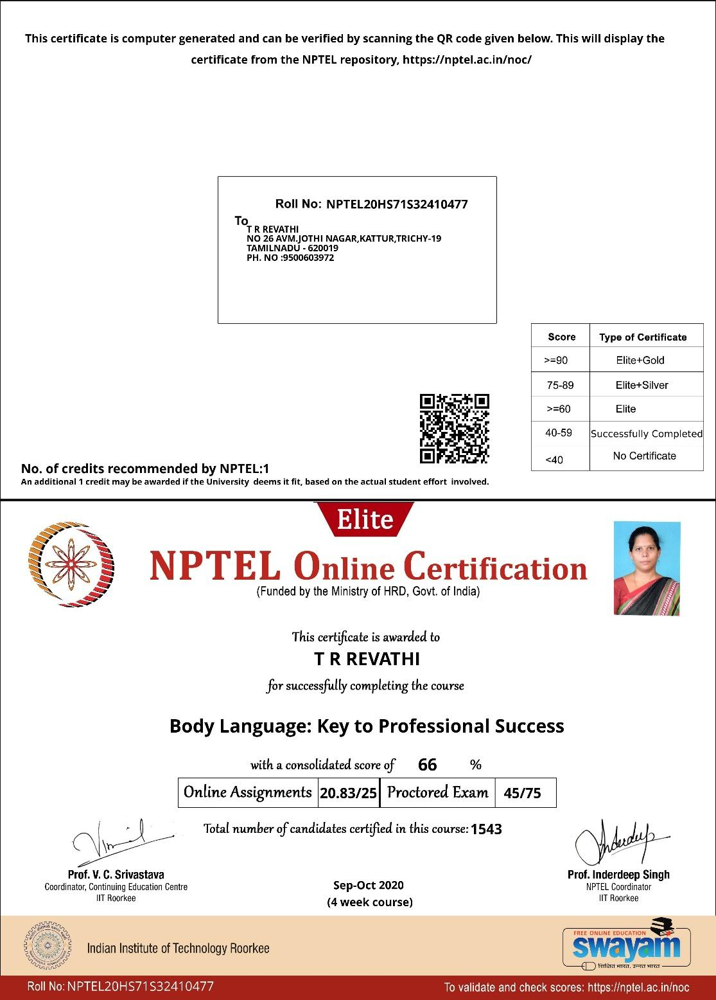 This certificate is computer generated and can be verified by scanning the QR code given below. This will display the
certificate from the NPTEL repository, https://nptel.ac.in/noc/
Roll No: NPTEL20HS71S32410477
To
T R REVATHI
NO 26 AVM.JOTHI NAGAR,KATTUR,TRICHY-19
TAMILNADU - 620019
PH. NO :9500603972
Score Type of Certificate
>=90 Elite+Gold
75-89 Elite+Silver
>=60 Elite
40-59 Successfully Completed
<40 No Certificate
No. of credits recommended by NPTEL:1
An additional 1 credit may be awarded if the University deems it fit, based on the actual student effort involved.
Elite
NPTEL Online Certification
(Funded by the Ministry of HRD, Govt. of India)
This certificate is awarded to
T R REVATHI
for successfully completing the course
Body Language: Key to Professional Success
with a consolidated score of 66 %
Online Assignments 20.83/25 Proctored Exam 45/75
Total number of candidates certified in this course: 1543
Prof. V. C. Srivastava
Coordinator, Continuing Education Centre
IIT Roorkee
Sep-Oct 2020
(4 week course)
Inderdeep
Prof. Inderdeep Singh
NPTEL Coordinator
IIT Roorkee
Indian Institute of Technology Roorkee
FREE ONLINE EDUCATION
swayam
शिक्षित भारत, उन्नत भारत
Roll No: NPTEL20HS71S32410477
To validate and check scores: https://nptel.ac.in/noc